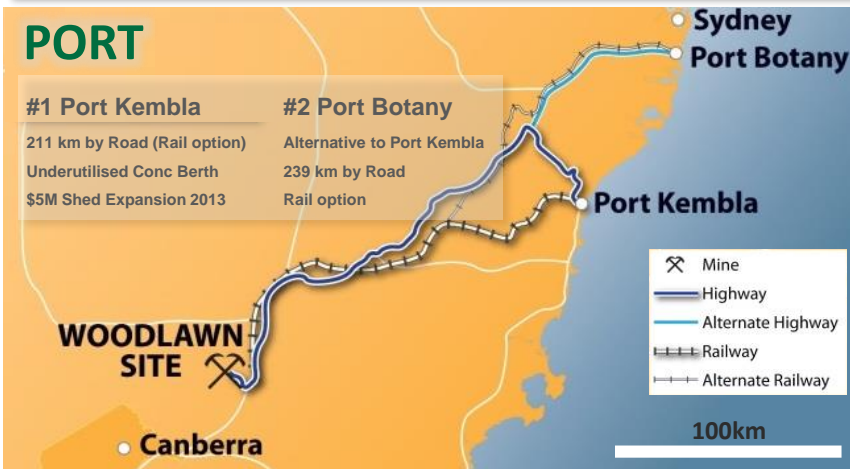 PORT
#1 Port Kembla
211 km by Road (Rail option)
Underutilised Conc Berth
$5M Shed Expansion 2013
#2 Port Botany
Alternative to Port Kembla
239 km by Road
Rail option
Sydney
Port Botany
Port Kembla
WOODLAWN
SITE
Canberra
Mine
Highway
Alternate Highway
Railway
Alternate Railway
100km